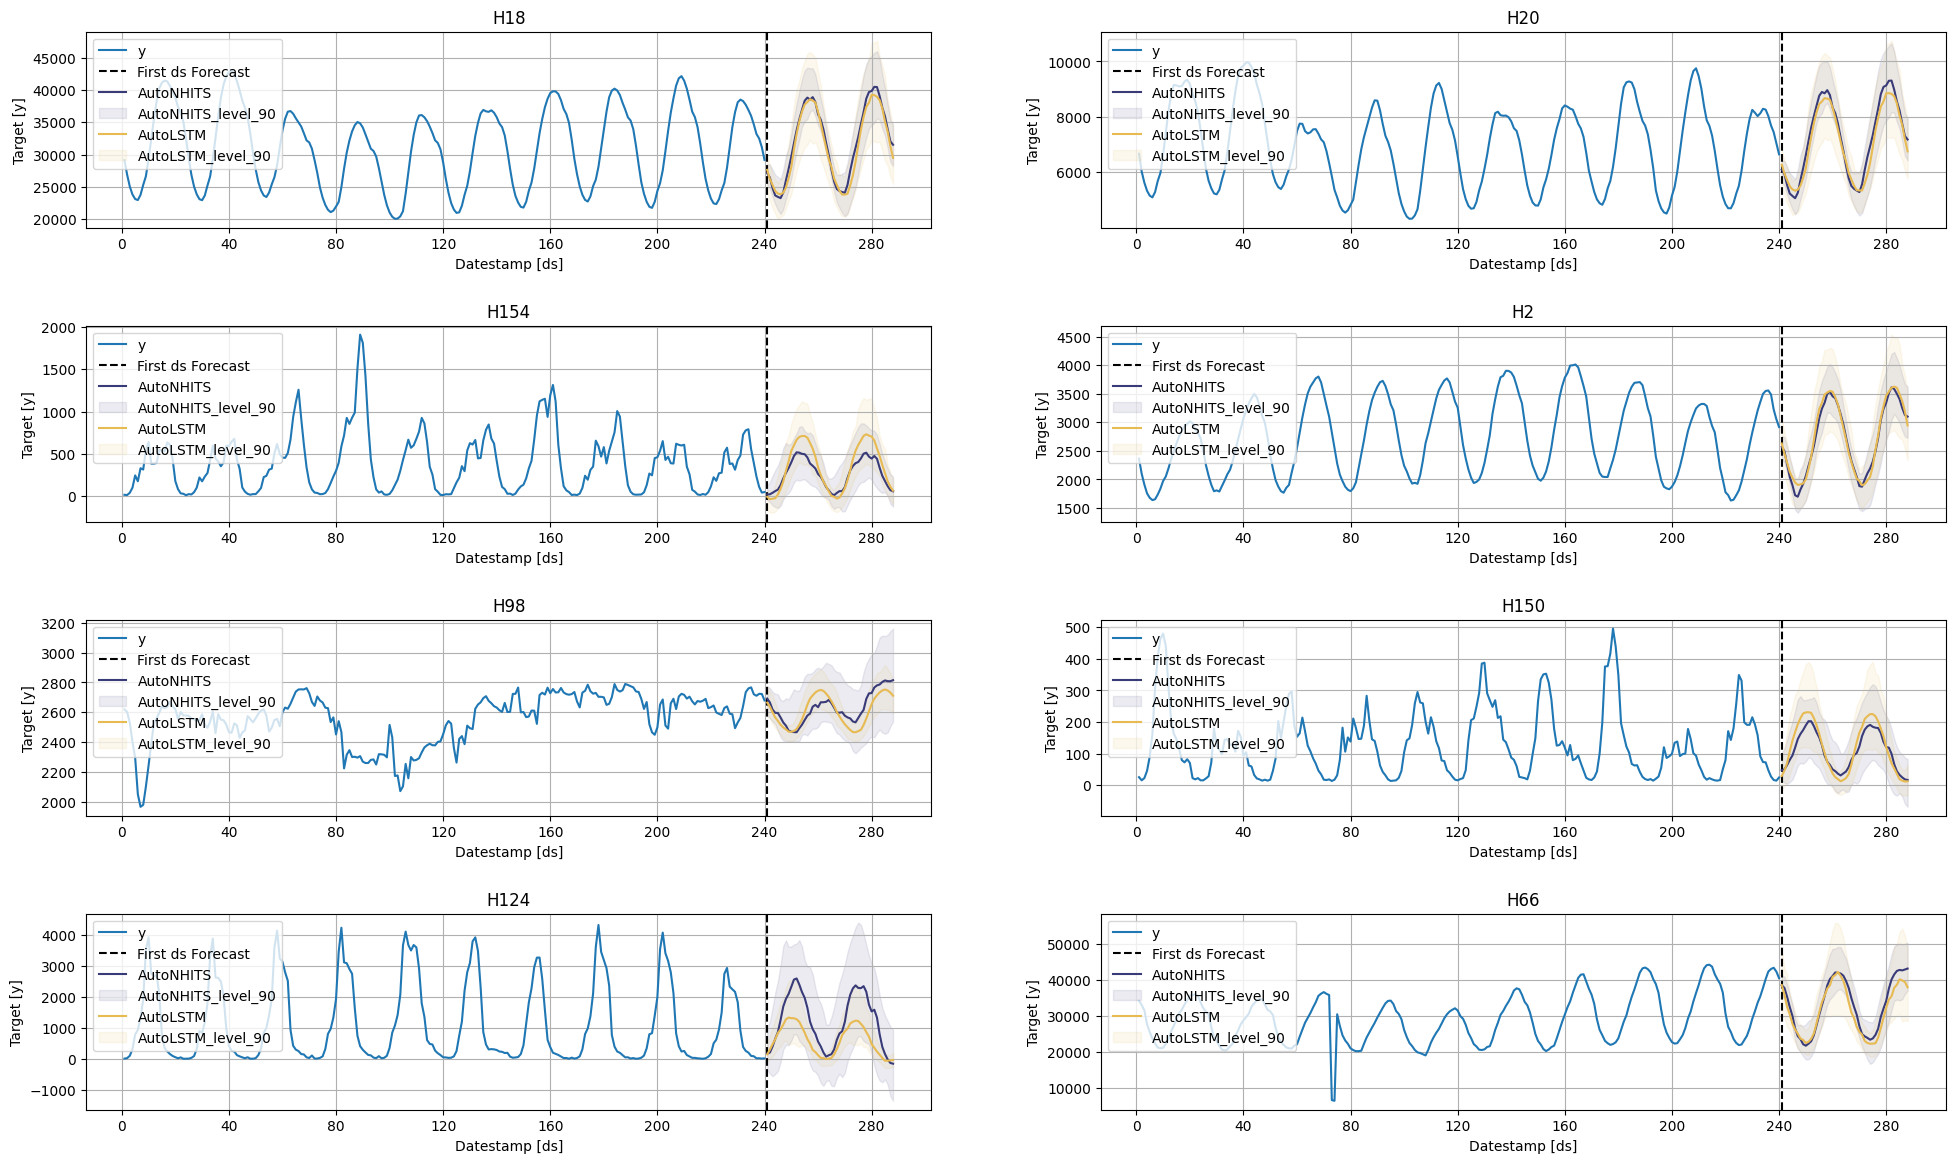 H18
45000
40000
35000
30000
25000
20000
Target [y]
y
First ds Forecast
AutoNHITS
AutoNHITS_level_90
AutoLSTM
AutoLSTM_level_90
0 40 80 120 160 200 240 280
Datestamp [ds]
H20
10000
8000
6000
Target [y]
y
First ds Forecast
AutoNHITS
AutoNHITS_level_90
AutoLSTM
AutoLSTM_level_90
0 40 80 120 160 200 240 280
Datestamp [ds]
H154
2000
1500
1000
500
0
Target [y]
y
First ds Forecast
AutoNHITS
AutoNHITS_level_90
AutoLSTM
AutoLSTM_level_90
0 40 80 120 160 200 240 280
Datestamp [ds]
H2
4500
4000
3500
3000
2500
2000
1500
Target [y]
y
First ds Forecast
AutoNHITS
AutoNHITS_level_90
AutoLSTM
AutoLSTM_level_90
0 40 80 120 160 200 240 280
Datestamp [ds]
H98
3200
3000
2800
2600
2400
2200
2000
Target [y]
y
First ds Forecast
AutoNHITS
AutoNHITS_level_90
AutoLSTM
AutoLSTM_level_90
0 40 80 120 160 200 240 280
Datestamp [ds]
H150
500
400
300
200
100
0
Target [y]
y
First ds Forecast
AutoNHITS
AutoNHITS_level_90
AutoLSTM
AutoLSTM_level_90
0 40 80 120 160 200 240 280
Datestamp [ds]
H124
4000
3000
2000
1000
0
−1000
Target [y]
y
First ds Forecast
AutoNHITS
AutoNHITS_level_90
AutoLSTM
AutoLSTM_level_90
0 40 80 120 160 200 240 280
Datestamp [ds]
H66
50000
40000
30000
20000
10000
Target [y]
y
First ds Forecast
AutoNHITS
AutoNHITS_level_90
AutoLSTM
AutoLSTM_level_90
0 40 80 120 160 200 240 280
Datestamp [ds]